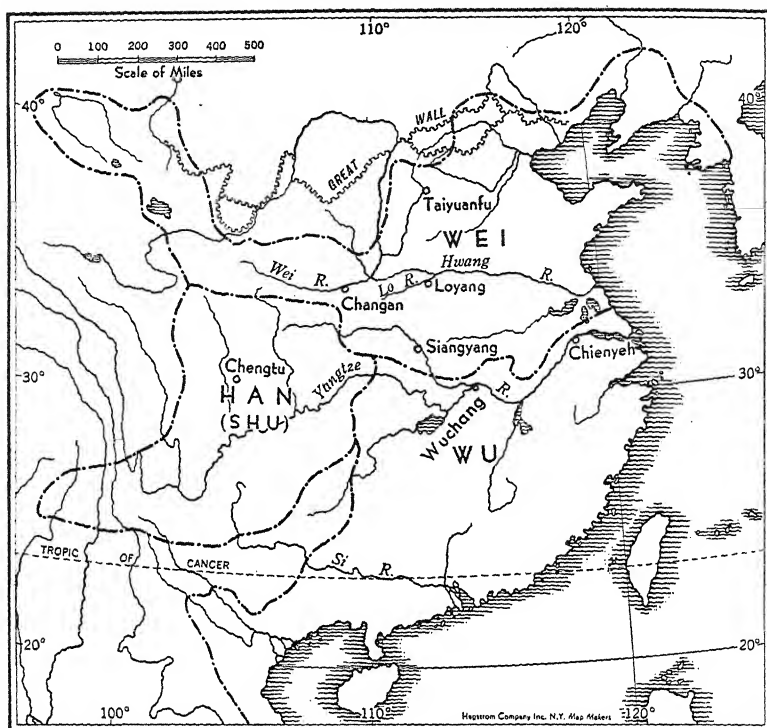 110°
120°
0 100 200 300 400 500
Scale of Miles
40°
40°
WALL
GREAT
Taiyuanfu
WEI
Wei R.
Hwang R.
Lo R.
Changan
Loyang
Siangyang
Chienyeh
30°
30°
Chengtu
HAN
(SHU)
Yangtze R.
Wuchang
WU
TROPIC OF CANCER
Si R.
20°
20°
100°
110°
120°
Hagstrom Company Inc. N.Y. Map Makers